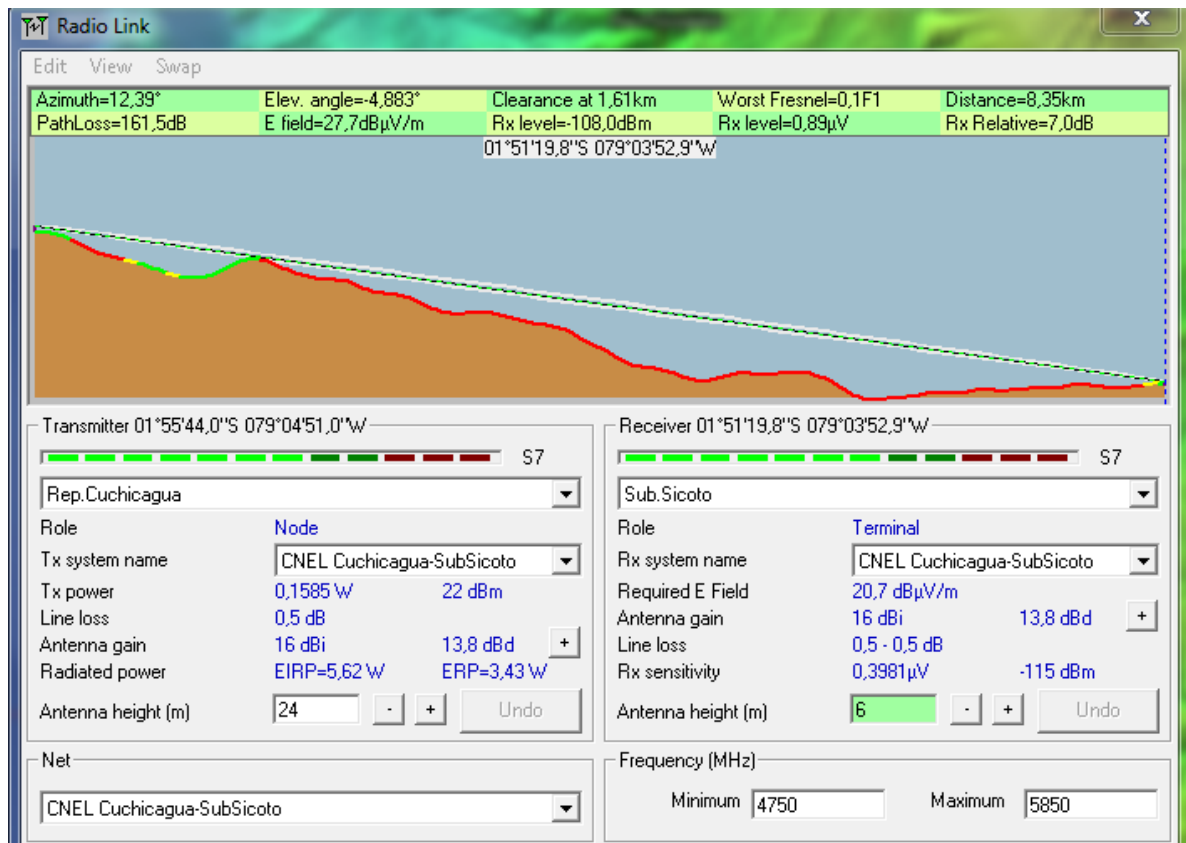 Radio Link
Edit View Swap
Azimuth=12,39° Elev. angle=-4,883° Clearance at 1,61km Worst Fresnel=0,1F1 Distance=8,35km
PathLoss=161,5dB E field=27,7dBµV/m Rx level=-108,0dBm Rx level=0,89µV Rx Relative=7,0dB
01°51'19,8"S 079°03'52,9"W
Transmitter 01°55'44,0"S 079°04'51,0"W
S7
Rep.Cuchicagua
Role Node
Tx system name CNEL Cuchicagua-SubSicoto
Tx power 0,1585 W 22 dBm
Line loss 0,5 dB
Antenna gain 16 dBi 13,8 dBd +
Radiated power EIRP=5,62 W ERP=3,43 W
Antenna height (m) 24 - + Undo
Net
CNEL Cuchicagua-SubSicoto
Receiver 01°51'19,8"S 079°03'52,9"W
S7
Sub.Sicoto
Role Terminal
Rx system name CNEL Cuchicagua-SubSicoto
Required E Field 20,7 dBµV/m
Antenna gain 16 dBi 13,8 dBd +
Line loss 0,5 - 0,5 dB
Rx sensitivity 0,3981µV -115 dBm
Antenna height (m) 6 - + Undo
Frequency (MHz)
Minimum 4750 Maximum 5850